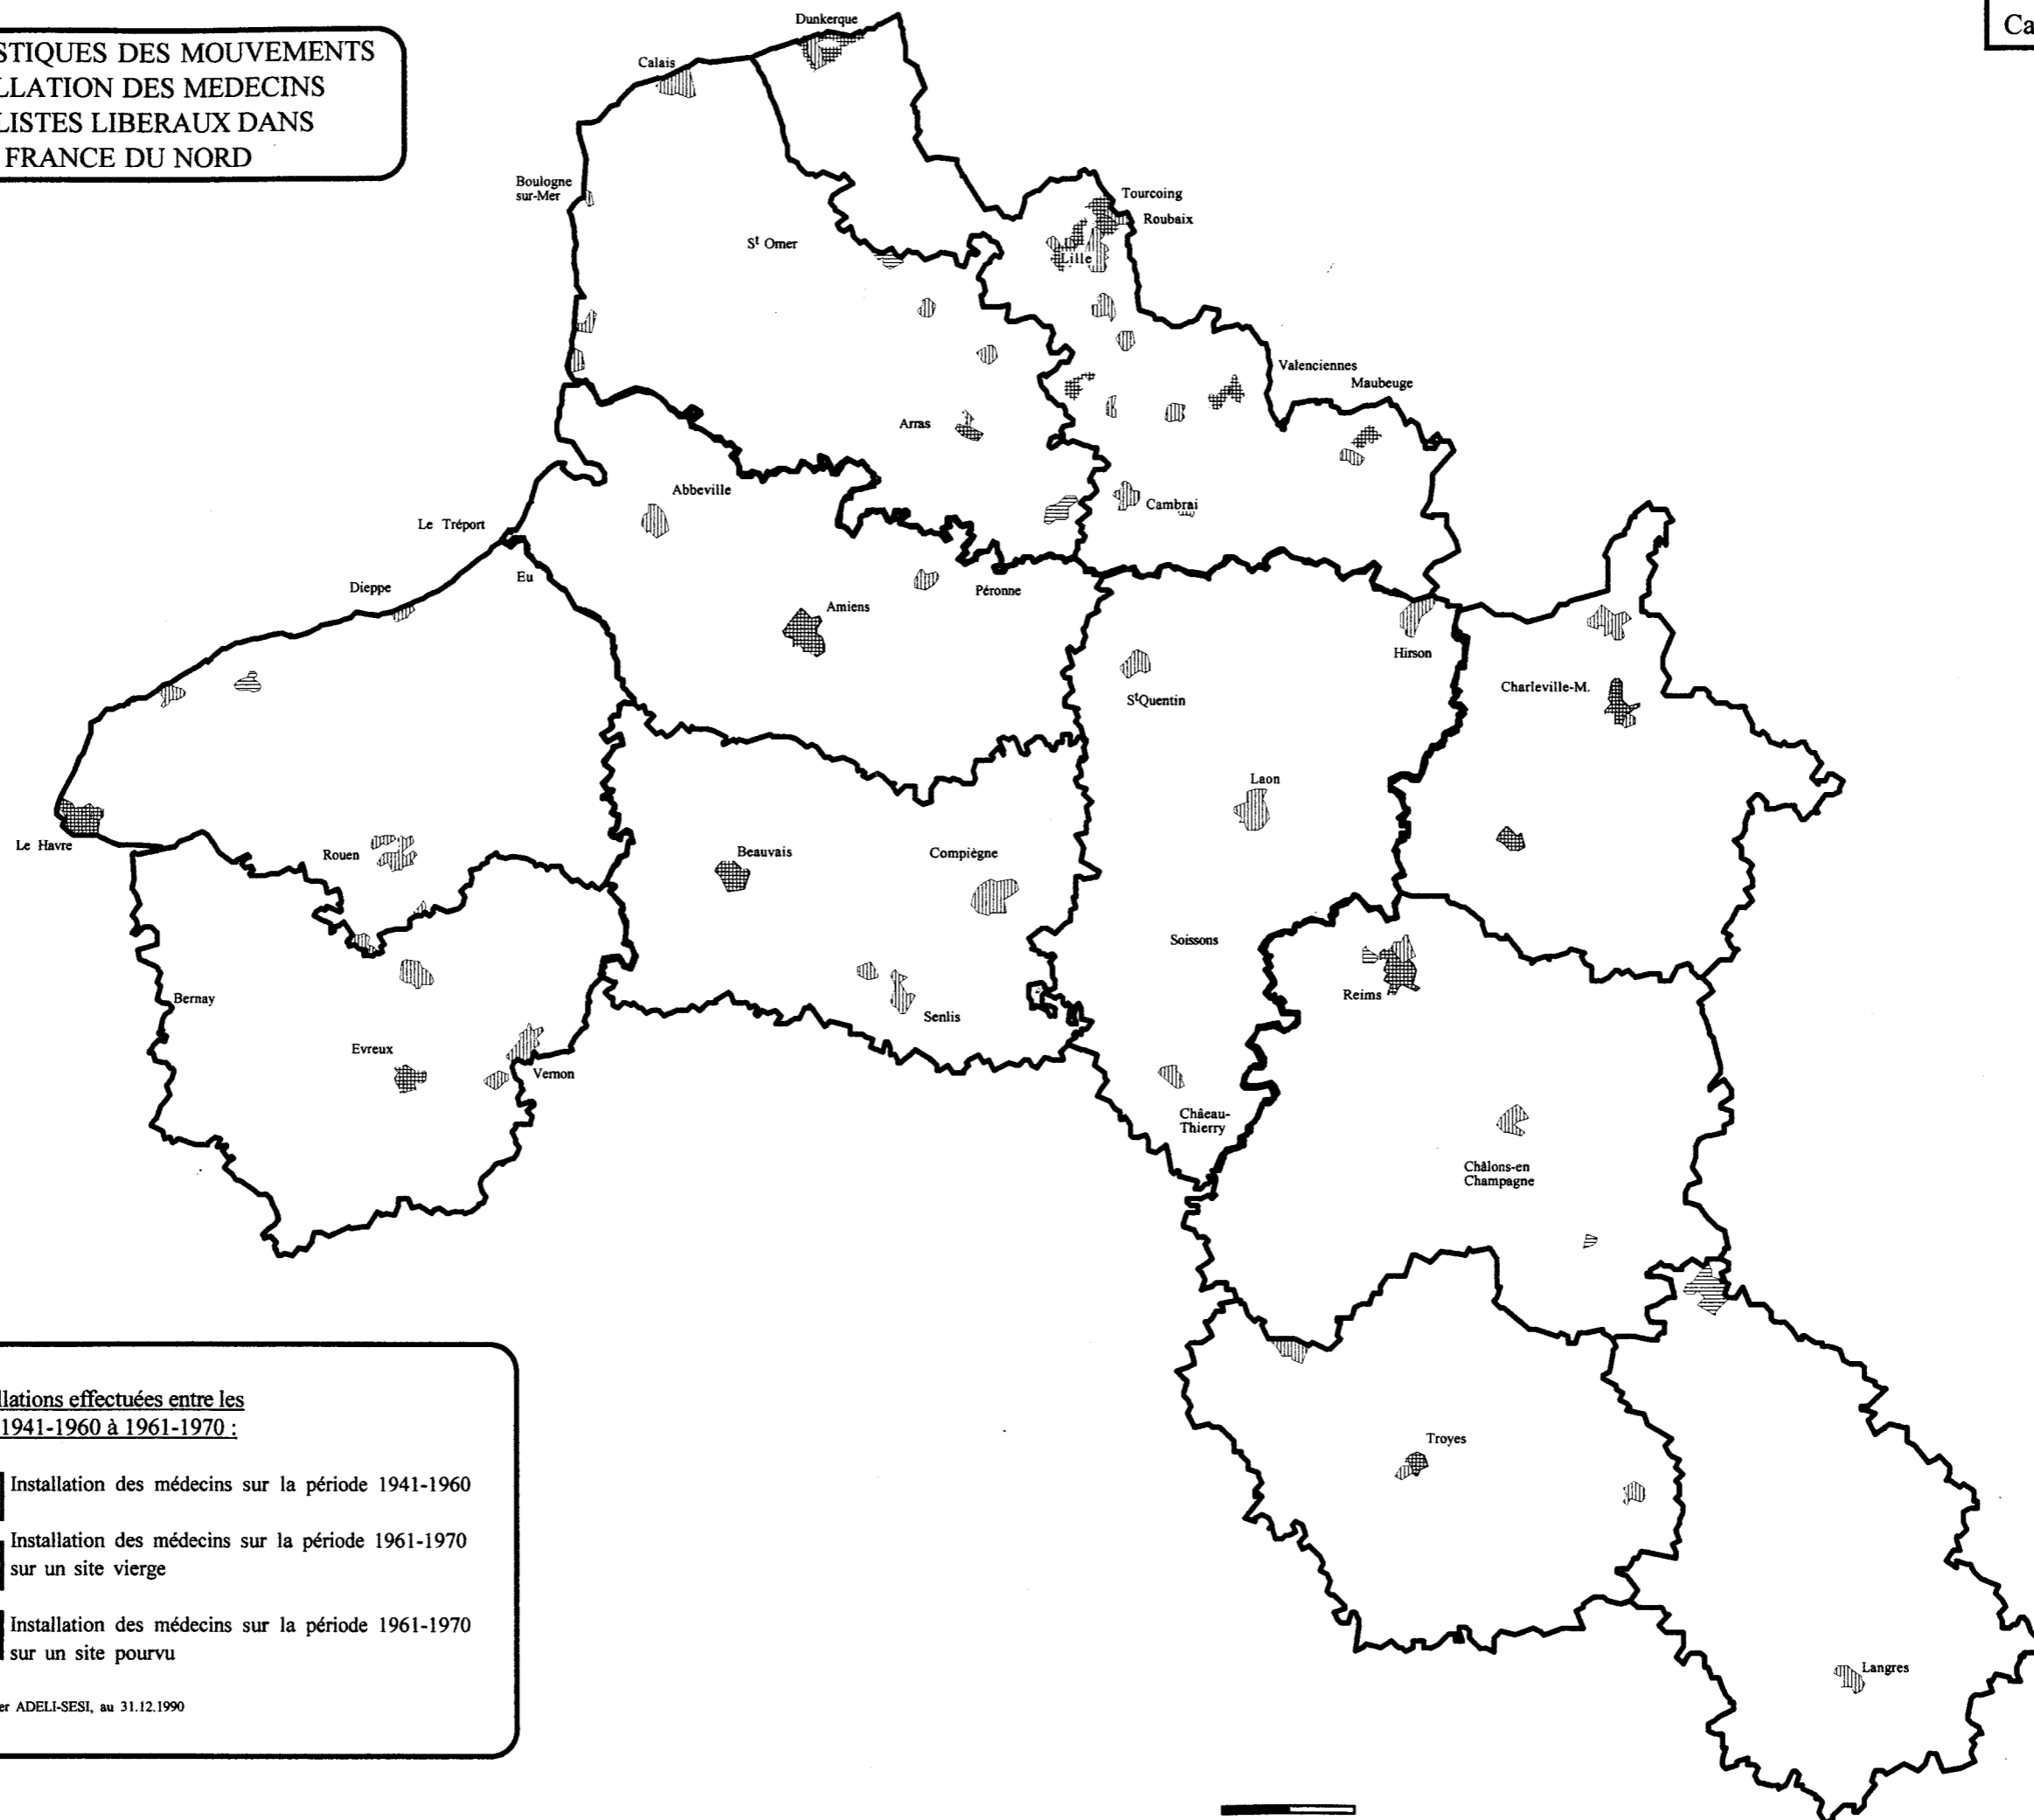 STIQUES DES MOUVEMENTS
LLATION DES MEDECINS
LISTES LIBERAUX DANS
FRANCE DU NORD
Ca
Dunkerque
Calais
Boulogne
sur-Mer
St Omer
Tourcoing
Roubaix
Lille
Valenciennes
Maubeuge
Arras
Cambrai
Abbeville
Le Tréport
Eu
Dieppe
Péronne
Amiens
Hirson
Charleville-M.
StQuentin
Laon
Le Havre
Rouen
Beauvais
Compiègne
Soissons
Reims
Bernay
Senlis
Evreux
Vernon
Châeau-
Thierry
Châlons-en
Champagne
Troyes
Langres
llations effectuées entre les
1941-1960 à 1961-1970 :
Installation des médecins sur la période 1941-1960
Installation des médecins sur la période 1961-1970
sur un site vierge
Installation des médecins sur la période 1961-1970
sur un site pourvu
er ADELI-SESI, au 31.12.1990